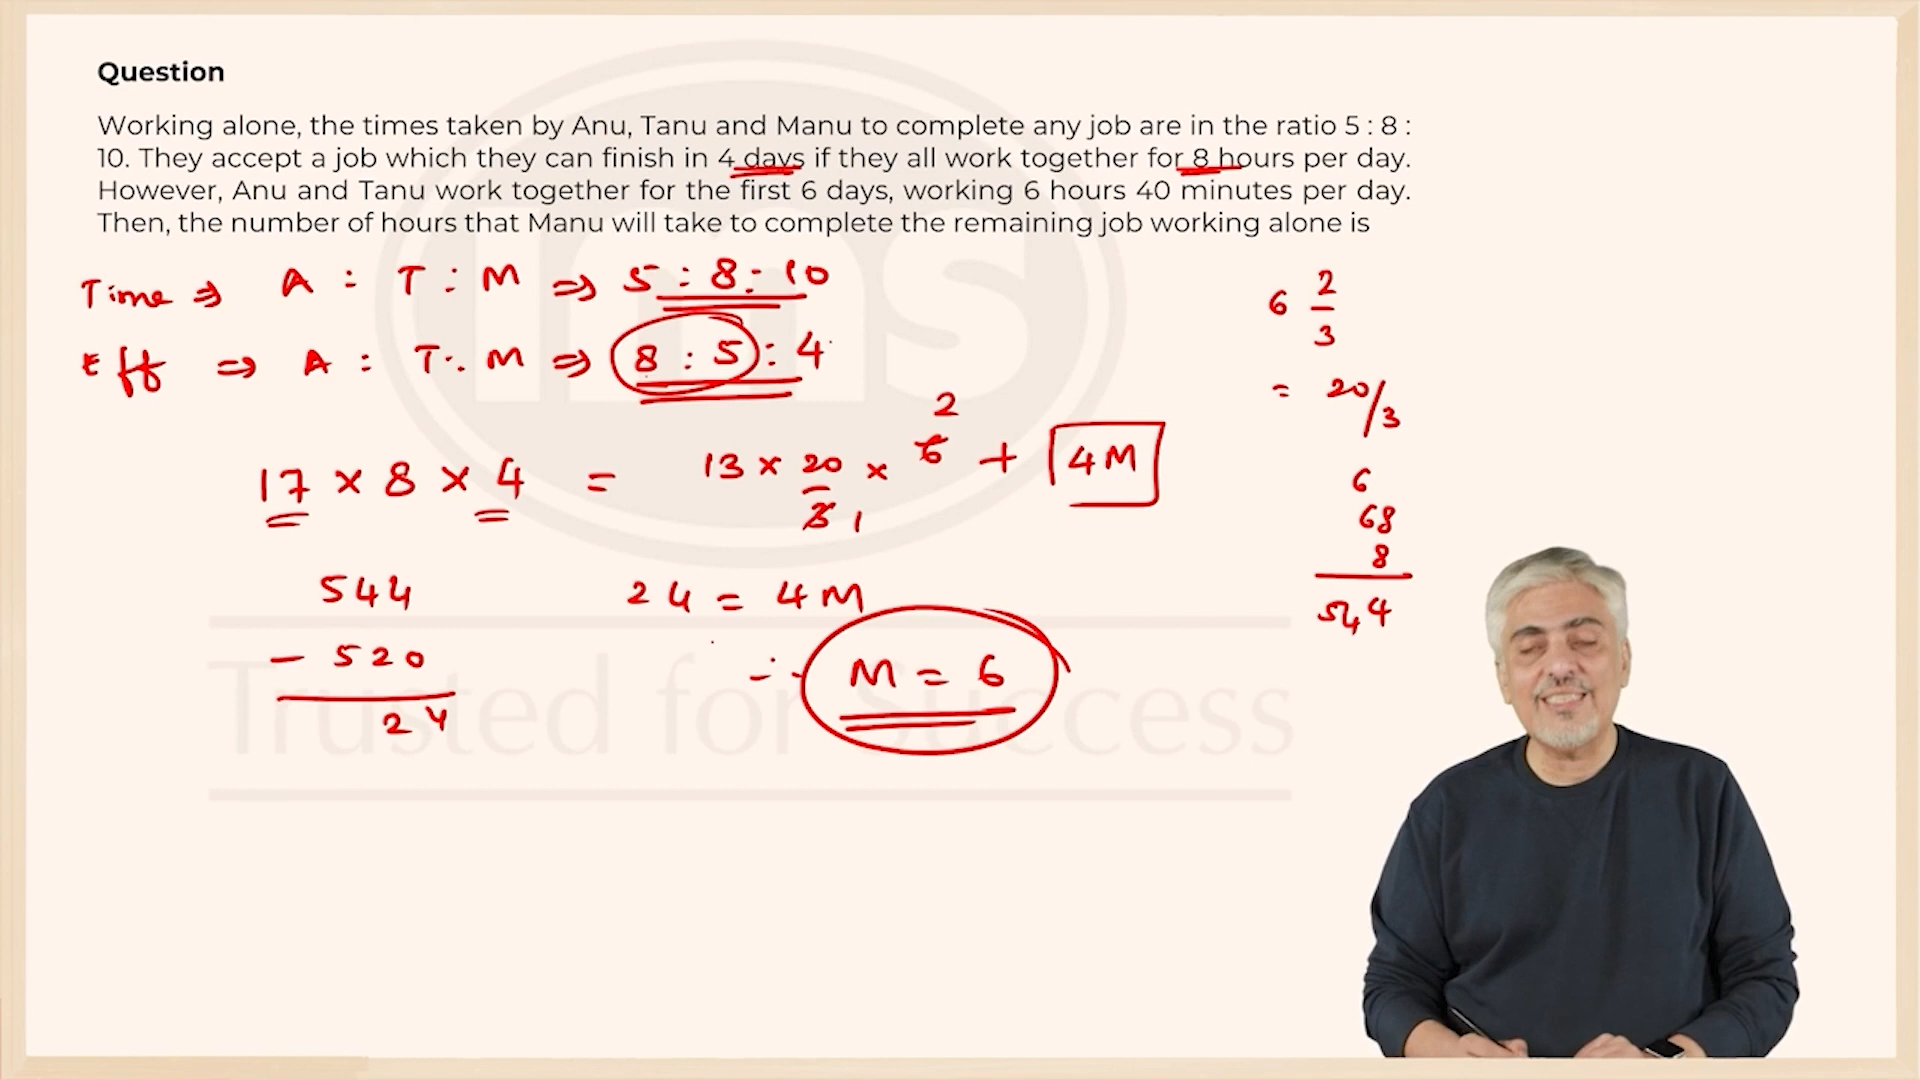 Question
Working alone, the times taken by Anu, Tanu and Manu to complete any job are in the ratio 5 : 8 :
10. They accept a job which they can finish in 4 days if they all work together for 8 hours per day.
However, Anu and Tanu work together for the first 6 days, working 6 hours 40 minutes per day.
Then, the number of hours that Manu will take to complete the remaining job working alone is
Time ⇒ A : T : M ⇒ 5 : 8 : 10
Eff ⇒ A : T : M ⇒ 8 : 5 : 4
6 2/3
= 20/3
17 × 8 × 4 = 13 × 20/3 × 6 + 4M
2
1
6
68
8
544
544
- 520
24
24 = 4M
∴ M = 6
ims
Trusted for Success